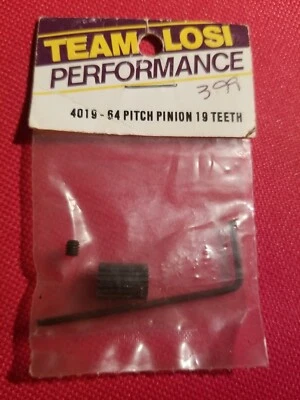 TEAM LOSI
PERFORMANCE
3.99
4019-64 PITCH PINION 19 TEETH